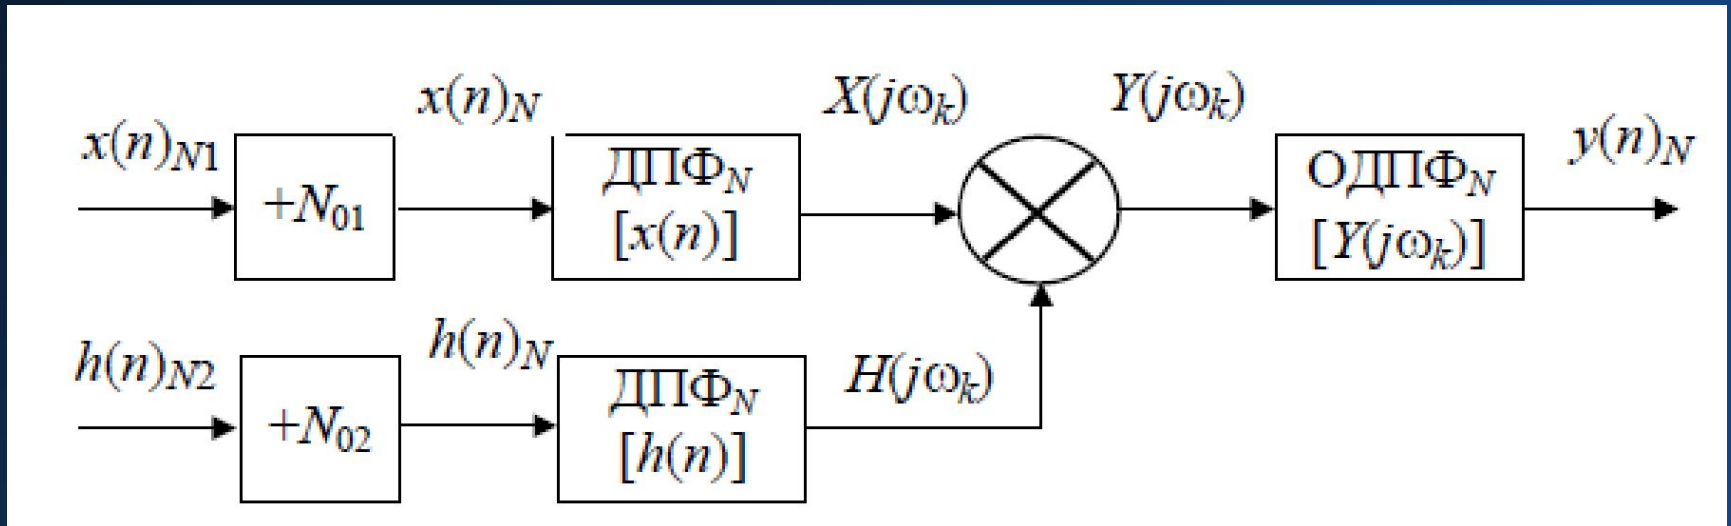 x(n)N1
+N01
x(n)N
ДПФN
[x(n)]
X(jωk)
Y(jωk)
ОДПФN
[Y(jωk)]
y(n)N
h(n)N2
+N02
h(n)N
ДПФN
[h(n)]
H(jωk)